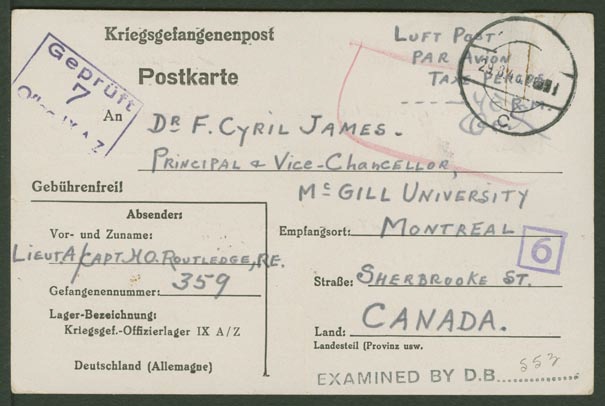 Kriegsgefangenenpost
Postkarte
Geprüft
7
Oflag IX A/Z
LUFT POST
PAR AVION
TAXE PERÇUE
An DR F. CYRIL JAMES.
PRINCIPAL & VICE-CHANCELLOR,
McGILL UNIVERSITY
Gebührenfrei!
Absender:
Vor- und Zuname:
LIEUT A/CAPT. H.O. ROUTLEDGE, R.E.
Gefangenennummer: 359
Lager-Bezeichnung:
Kriegsgef.-Offizierlager IX A/Z
Deutschland (Allemagne)
Empfangsort: MONTREAL
6
Straße: SHERBROOKE ST.
Land: CANADA.
Landesteil (Provinz usw.
EXAMINED BY D.B.